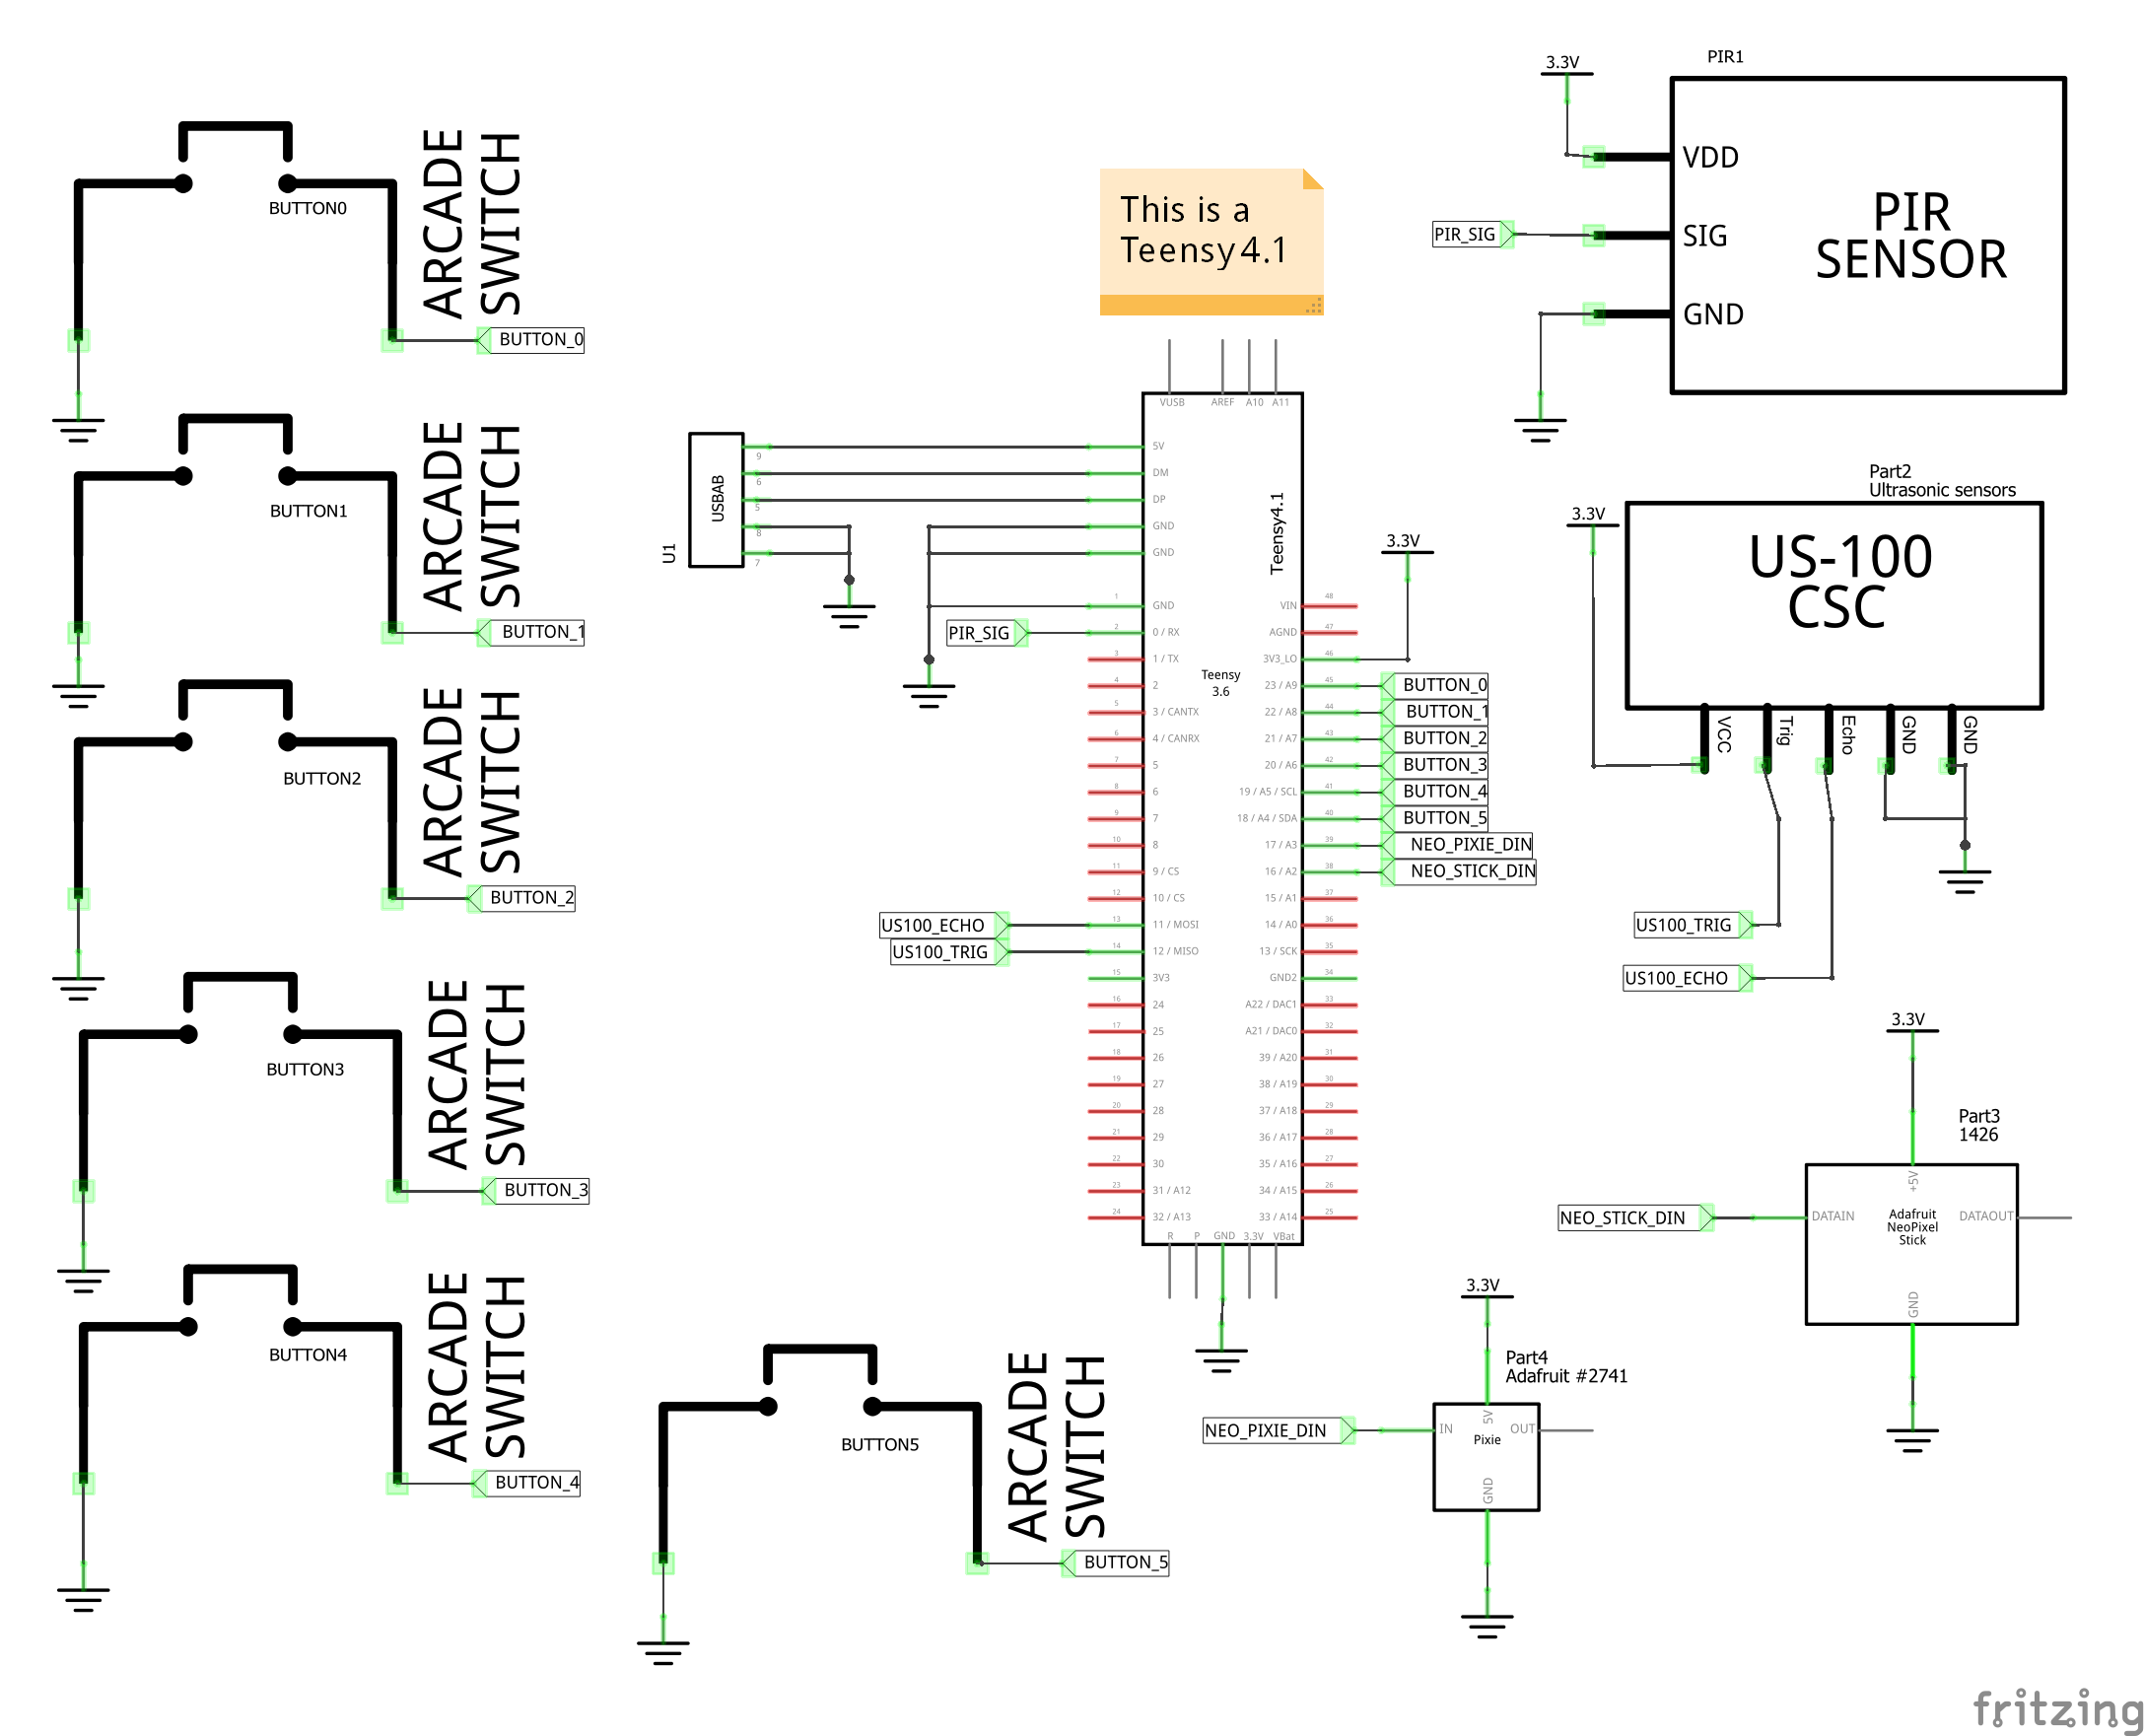 ARCADE
SWITCH
BUTTON0
BUTTON_0
ARCADE
SWITCH
BUTTON1
BUTTON_1
ARCADE
SWITCH
BUTTON2
BUTTON_2
ARCADE
SWITCH
BUTTON3
BUTTON_3
ARCADE
SWITCH
BUTTON4
BUTTON_4
ARCADE
SWITCH
BUTTON5
BUTTON_5
This is a
Teensy4.1
U1
USBAB
9
6
5
8
7
VUSB
AREF
A10
A11
5V
DM
DP
GND
GND
Teensy4.1
Teensy
3.6
1
GND
PIR_SIG
2
0 / RX
3
1 / TX
4
2
5
3 / CANTX
6
4 / CANRX
7
5
8
6
9
7
10
8
11
9 / CS
12
10 / CS
US100_ECHO
13
11 / MOSI
US100_TRIG
14
12 / MISO
15
3V3
16
24
17
25
18
26
19
27
20
28
21
29
22
30
23
31 / A12
24
32 / A13
VIN
48
AGND
47
3V3_LO
46
3.3V
23 / A9
45
BUTTON_0
22 / A8
44
BUTTON_1
21 / A7
43
BUTTON_2
20 / A6
42
BUTTON_3
19 / A5 / SCL
41
BUTTON_4
18 / A4 / SDA
40
BUTTON_5
17 / A3
39
NEO_PIXIE_DIN
16 / A2
38
NEO_STICK_DIN
15 / A1
37
14 / A0
36
13 / SCK
35
GND2
34
A22 / DAC1
33
A21 / DAC0
32
39 / A20
31
38 / A19
30
37 / A18
29
36 / A17
28
35 / A16
27
34 / A15
26
33 / A14
25
R
P
GND
3.3V
VBat
PIR1
3.3V
VDD
PIR_SIG
SIG
GND
PIR
SENSOR
Part2
Ultrasonic sensors
3.3V
US-100
CSC
VCC
Trig
Echo
GND
GND
US100_TRIG
US100_ECHO
3.3V
Part3
1426
+5V
NEO_STICK_DIN
DATAIN
Adafruit
NeoPixel
Stick
DATAOUT
GND
3.3V
Part4
Adafruit #2741
5V
NEO_PIXIE_DIN
IN
OUT
Pixie
GND
fritzing